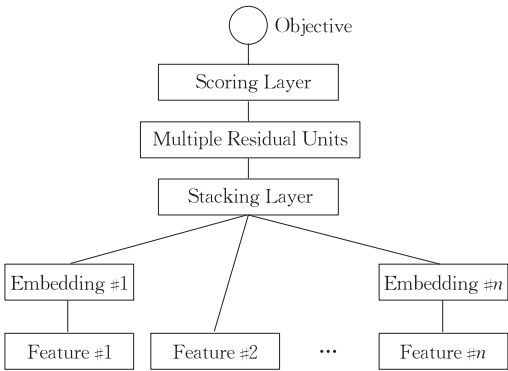 Objective
Scoring Layer
Multiple Residual Units
Stacking Layer
Embedding #1
Embedding #n
Feature #1
Feature #2
...
Feature #n